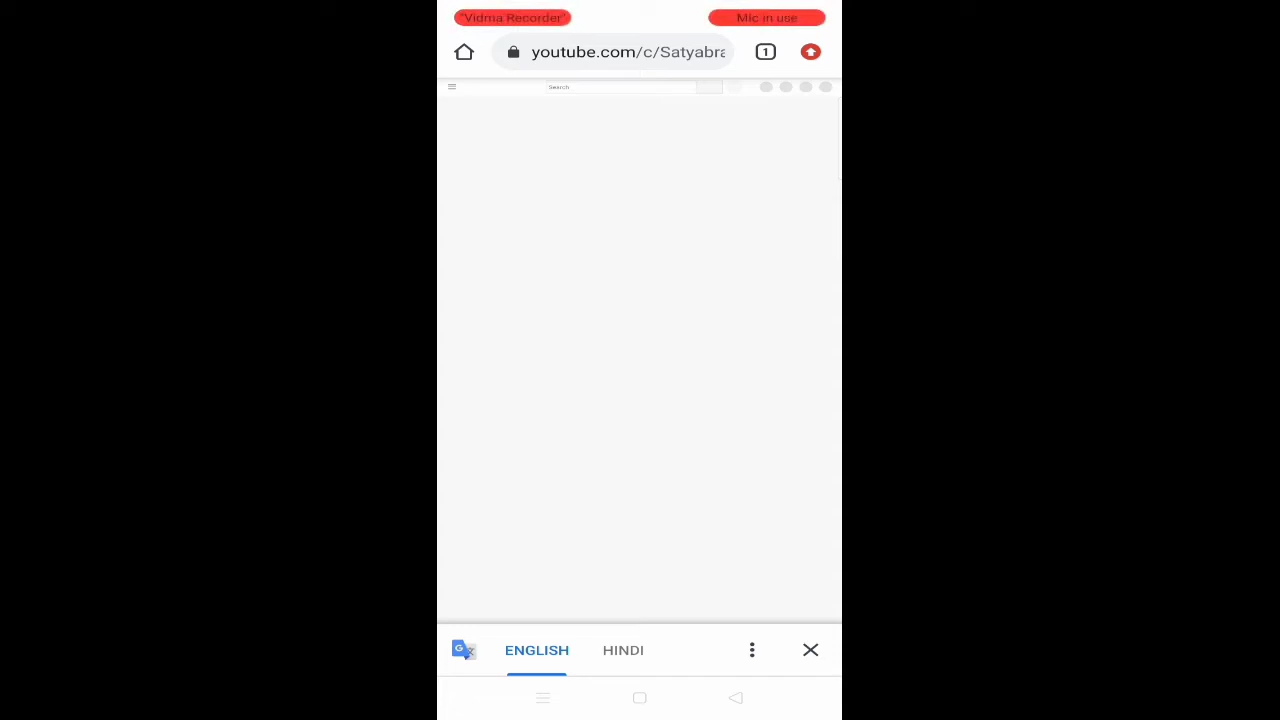 "Vidma Recorder" Mic in use
youtube.com/c/Satyabra 1
Search
ENGLISH HINDI